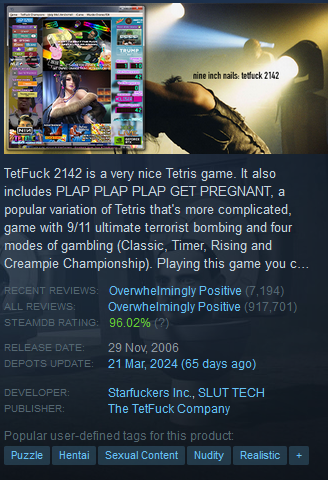 nine inch nails: tetfuck 2142
TetFuck 2142 is a very nice Tetris game. It also
includes PLAP PLAP PLAP GET PREGNANT, a
popular variation of Tetris that's more complicated,
game with 9/11 ultimate terrorist bombing and four
modes of gambling (Classic, Timer, Rising and
Creampie Championship). Playing this game you c...
RECENT REVIEWS: Overwhelmingly Positive (7,194)
ALL REVIEWS: Overwhelmingly Positive (917,701)
STEAMDB RATING: 96.02% (?)
RELEASE DATE: 29 Nov, 2006
DEPOTS UPDATE: 21 Mar, 2024 (65 days ago)
DEVELOPER: Starfuckers Inc., SLUT TECH
PUBLISHER: The TetFuck Company
Popular user-defined tags for this product:
Puzzle Hentai Sexual Content Nudity Realistic +